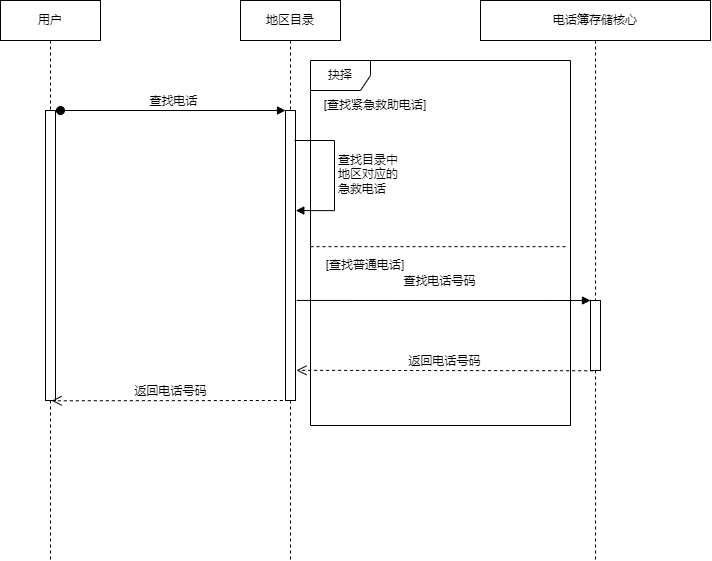 用户
地区目录
电话簿存储核心
抉择
查找电话
[查找紧急救助电话]
查找目录中
地区对应的
急救电话
[查找普通电话]
查找电话号码
返回电话号码
返回电话号码